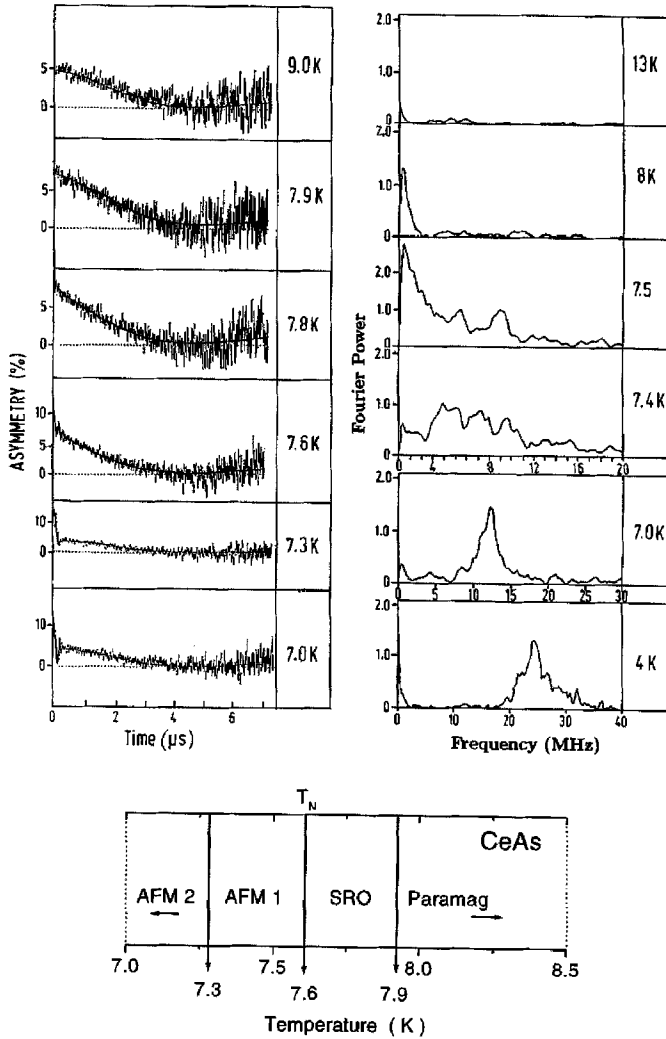 ASYMMETRY (%)
5
0
9.0K
5
0
7.9K
5
0
7.8K
10
5
0
7.6K
10
0
7.3K
10
0
7.0K
0 2 4 6
Time (µs)
Fourier Power
2.0
1.0
0
13K
2.0
1.0
0
8K
2.0
1.0
0
7.5
2.0
1.0
0
7.4K
0 4 8 12 16 20
2.0
1.0
0
7.0K
0 5 10 15 20 25 30
2.0
1.0
0
4K
0 10 20 30 40
Frequency (MHz)
T_N
CeAs
AFM 2 AFM 1 SRO Paramag
7.0 7.5 8.0 8.5
7.3 7.6 7.9
Temperature ( K )